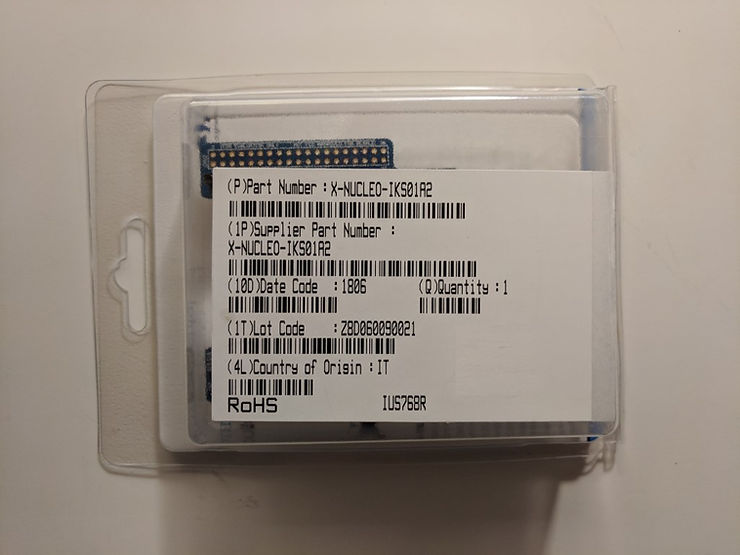 (P)Part Number : X-NUCLEO-IKS01A2
(1P)Supplier Part Number :
X-NUCLEO-IKS01A2
(10D)Date Code : 1806 (Q)Quantity : 1
(1T)Lot Code : Z8D060090021
(4L)Country of Origin : IT
RoHS IUS768R